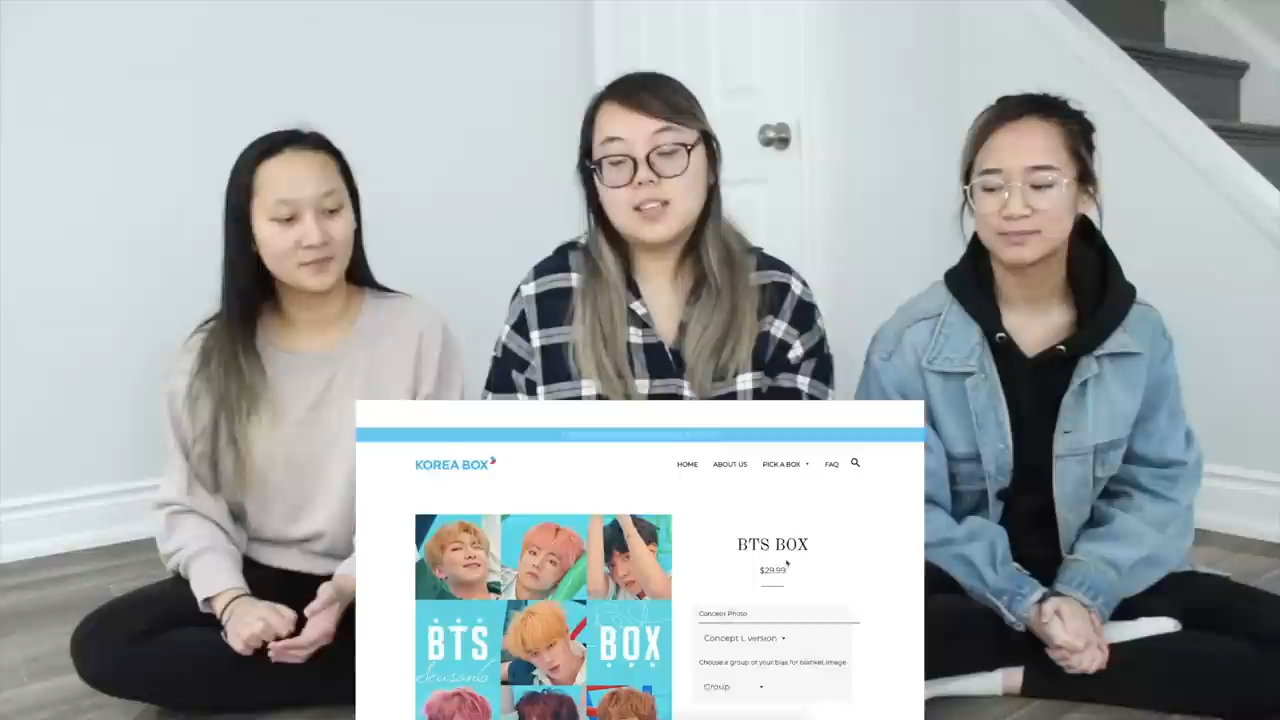 KOREA BOX
HOME ABOUT US PICK A BOX FAQ
BTS BOX
$29.99
Concept Photo
Concept L version
Choose a group or your bias for blanket image
Group
BTS BOX
Season6